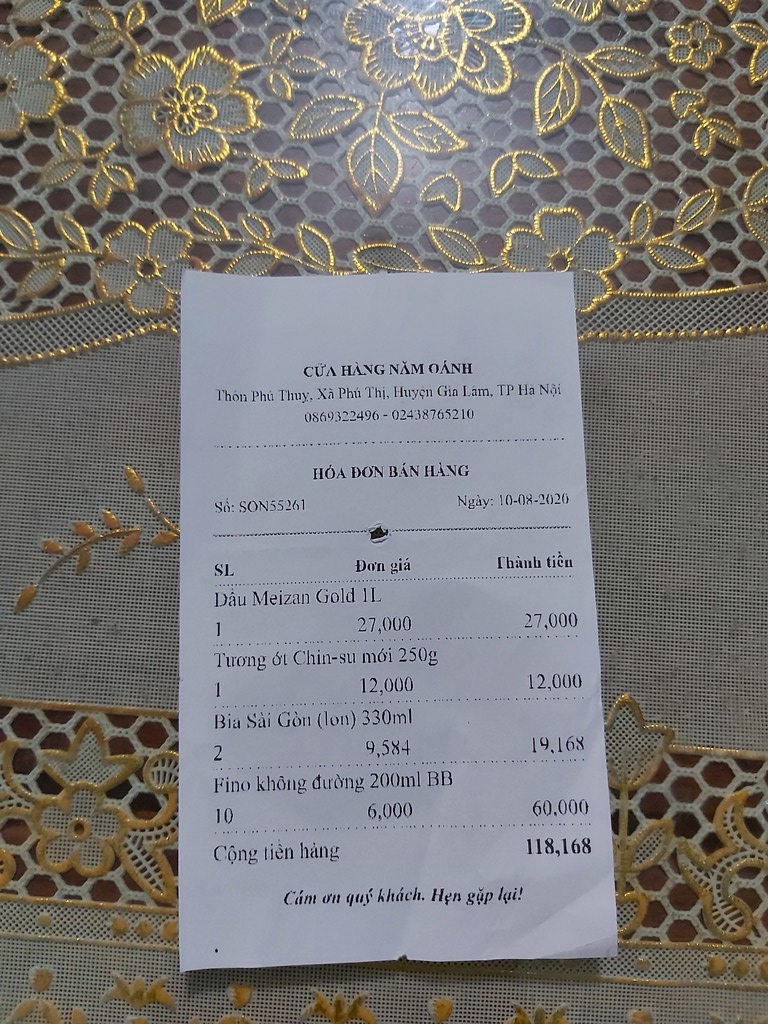 CỬA HÀNG NĂM OÁNH
Thôn Phú Thụy, Xã Phú Thị, Huyện Gia Lâm, TP Hà Nội
0869322496 - 02438765210
HÓA ĐƠN BÁN HÀNG
Số: SON55261 Ngày: 10-08-2020
SL Đơn giá Thành tiền
Dầu Meizan Gold 1L
1 27,000 27,000
Tương ớt Chin-su mới 250g
1 12,000 12,000
Bia Sài Gòn (lon) 330ml
2 9,584 19,168
Fino không đường 200ml BB
10 6,000 60,000
Cộng tiền hàng 118,168
Cám ơn quý khách. Hẹn gặp lại!